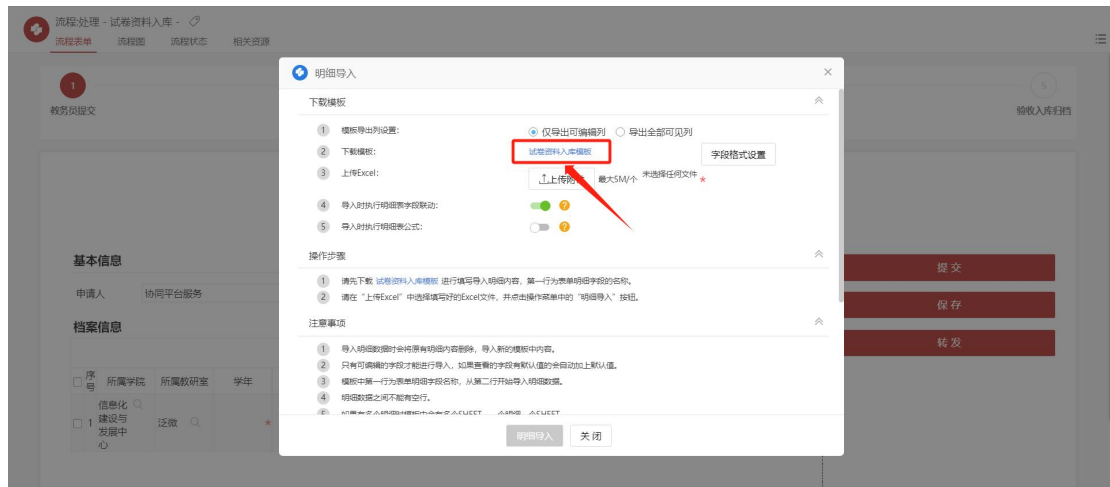 流程:处理 - 试卷资料入库 -
流程表单 流程图 流程状态 相关资源
1
教务员提交
5
验收入库归档
明细导入
下载模板
1 模板导出列设置: 仅导出可编辑列 导出全部可见列
2 下载模板: 试卷资料入库模板 字段格式设置
3 上传Excel: 上传附件 最大5M/个 未选择任何文件 *
4 导入时执行明细表字段联动: ?
5 导入时执行明细表公式: ?
操作步骤
1 请先下载 试卷资料入库模板 进行填写导入明细内容，第一行为表单明细字段的名称。
2 请在“上传Excel”中选择填写好的Excel文件，并点击操作菜单中的“明细导入”按钮。
注意事项
1 导入明细数据时会将原有明细内容删除，导入新的模板中内容。
2 只有可编辑的字段才能进行导入，如果查看的字段有默认值的会自动加上默认值。
3 模板中第一行为表单明细字段名称，从第二行开始导入明细数据。
4 明细数据之间不能有空行。
明细导入 关闭
基本信息
申请人 协同平台服务
档案信息
序号 所属学院 所属教研室 学年
1 信息化建设与发展中心 泛微 *
提交
保存
转发